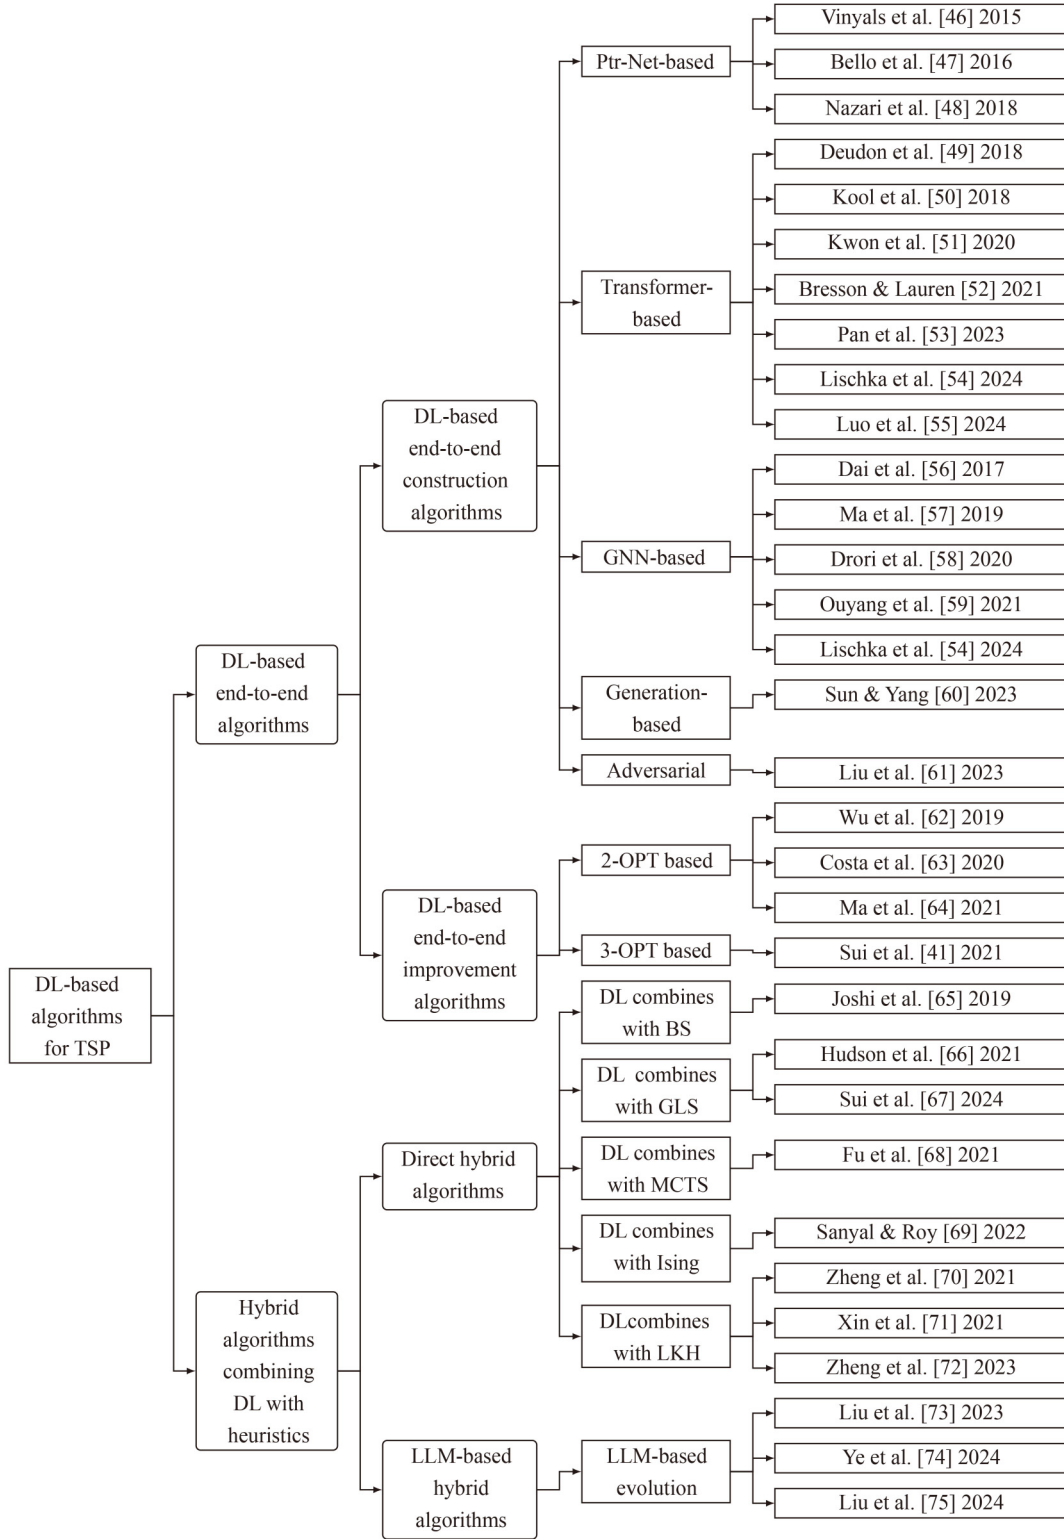 DL-based
algorithms
for TSP
DL-based
end-to-end
algorithms
DL-based
end-to-end
construction
algorithms
Ptr-Net-based
Vinyals et al. [46] 2015
Bello et al. [47] 2016
Nazari et al. [48] 2018
Transformer-
based
Deudon et al. [49] 2018
Kool et al. [50] 2018
Kwon et al. [51] 2020
Bresson & Lauren [52] 2021
Pan et al. [53] 2023
Lischka et al. [54] 2024
Luo et al. [55] 2024
GNN-based
Dai et al. [56] 2017
Ma et al. [57] 2019
Drori et al. [58] 2020
Ouyang et al. [59] 2021
Lischka et al. [54] 2024
Generation-
based
Sun & Yang [60] 2023
Adversarial
Liu et al. [61] 2023
DL-based
end-to-end
improvement
algorithms
2-OPT based
Wu et al. [62] 2019
Costa et al. [63] 2020
Ma et al. [64] 2021
3-OPT based
Sui et al. [41] 2021
Hybrid
algorithms
combining
DL with
heuristics
Direct hybrid
algorithms
DL combines
with BS
Joshi et al. [65] 2019
DL  combines
with GLS
Hudson et al. [66] 2021
Sui et al. [67] 2024
DL combines
with MCTS
Fu et al. [68] 2021
DL combines
with Ising
Sanyal & Roy [69] 2022
DLcombines
with LKH
Zheng et al. [70] 2021
Xin et al. [71] 2021
Zheng et al. [72] 2023
LLM-based
hybrid
algorithms
LLM-based
evolution
Liu et al. [73] 2023
Ye et al. [74] 2024
Liu et al. [75] 2024